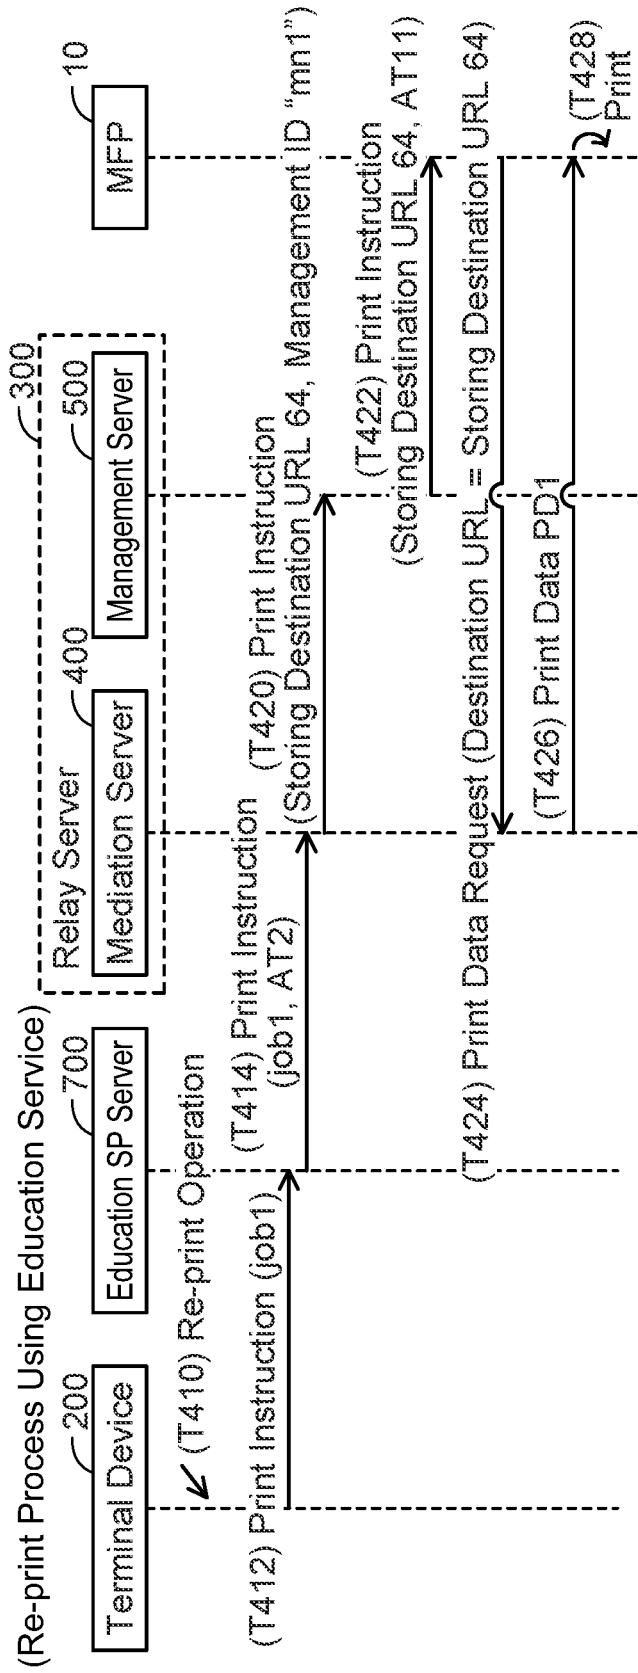 (Re-print Process Using Education Service)
300
Relay Server
200
700
400
500
10
Terminal Device
Education SP Server
Mediation Server
Management Server
MFP
(T410) Re-print Operation
(T412) Print Instruction (job1)
(T414) Print Instruction
(job1, AT2)
(T420) Print Instruction
(Storing Destination URL 64, Management ID “mn1”)
(T422) Print Instruction
(Storing Destination URL 64, AT11)
(T424) Print Data Request (Destination URL = Storing Destination URL 64)
(T426) Print Data PD1
(T428)
Print